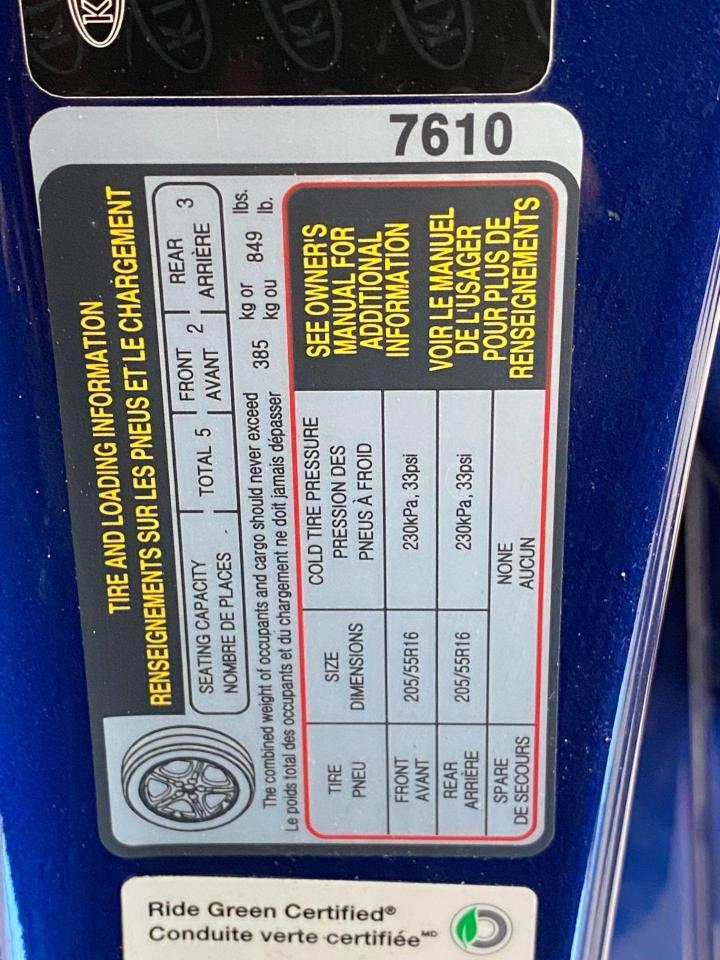 7610
TIRE AND LOADING INFORMATION
RENSEIGNEMENTS SUR LES PNEUS ET LE CHARGEMENT
SEATING CAPACITY
NOMBRE DE PLACES
TOTAL 5
FRONT
AVANT
2
REAR
ARRIÈRE
3
The combined weight of occupants and cargo should never exceed 385 kg or 849 lbs.
Le poids total des occupants et du chargement ne doit jamais dépasser kg ou lb.
TIRE
PNEU
SIZE
DIMENSIONS
COLD TIRE PRESSURE
PRESSION DES
PNEUS À FROID
FRONT
AVANT
205/55R16
230kPa, 33psi
REAR
ARRIÈRE
205/55R16
230kPa, 33psi
SPARE
DE SECOURS
NONE
AUCUN
SEE OWNER'S
MANUAL FOR
ADDITIONAL
INFORMATION
VOIR LE MANUEL
DE L'USAGER
POUR PLUS DE
RENSEIGNEMENTS
Ride Green Certified®
Conduite verte certifiée MD